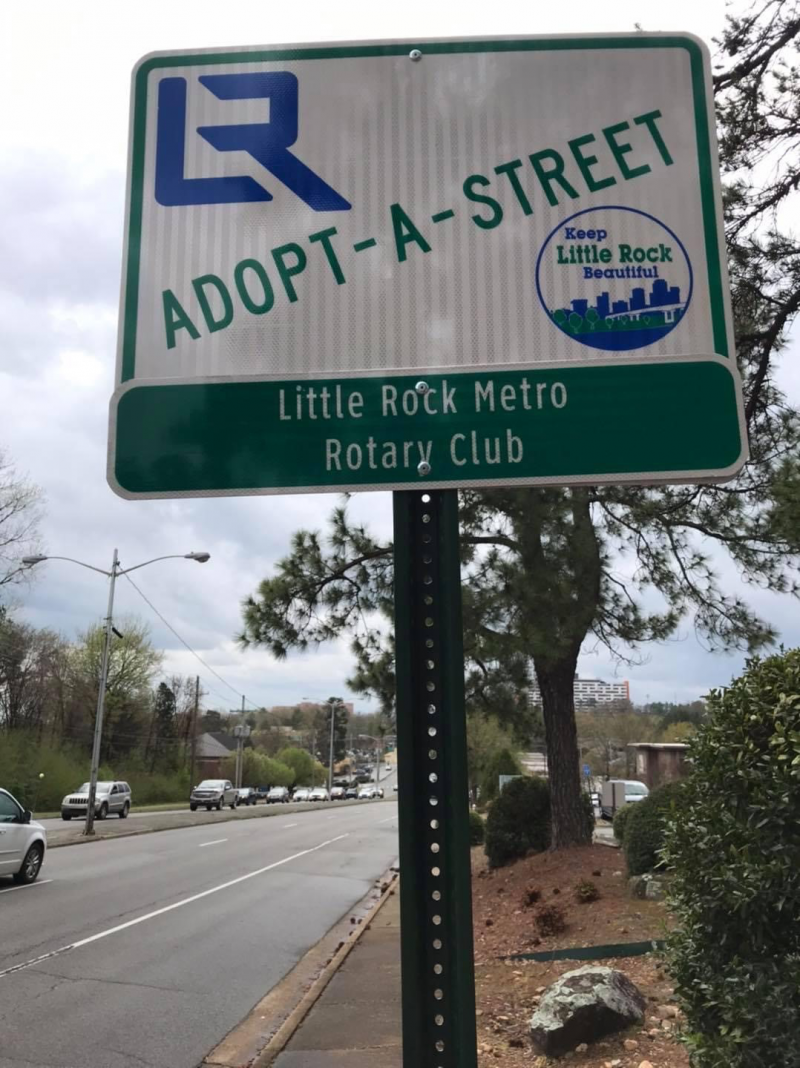 LR
ADOPT-A-STREET
Keep
Little Rock
Beautiful
Little Rock Metro
Rotary Club